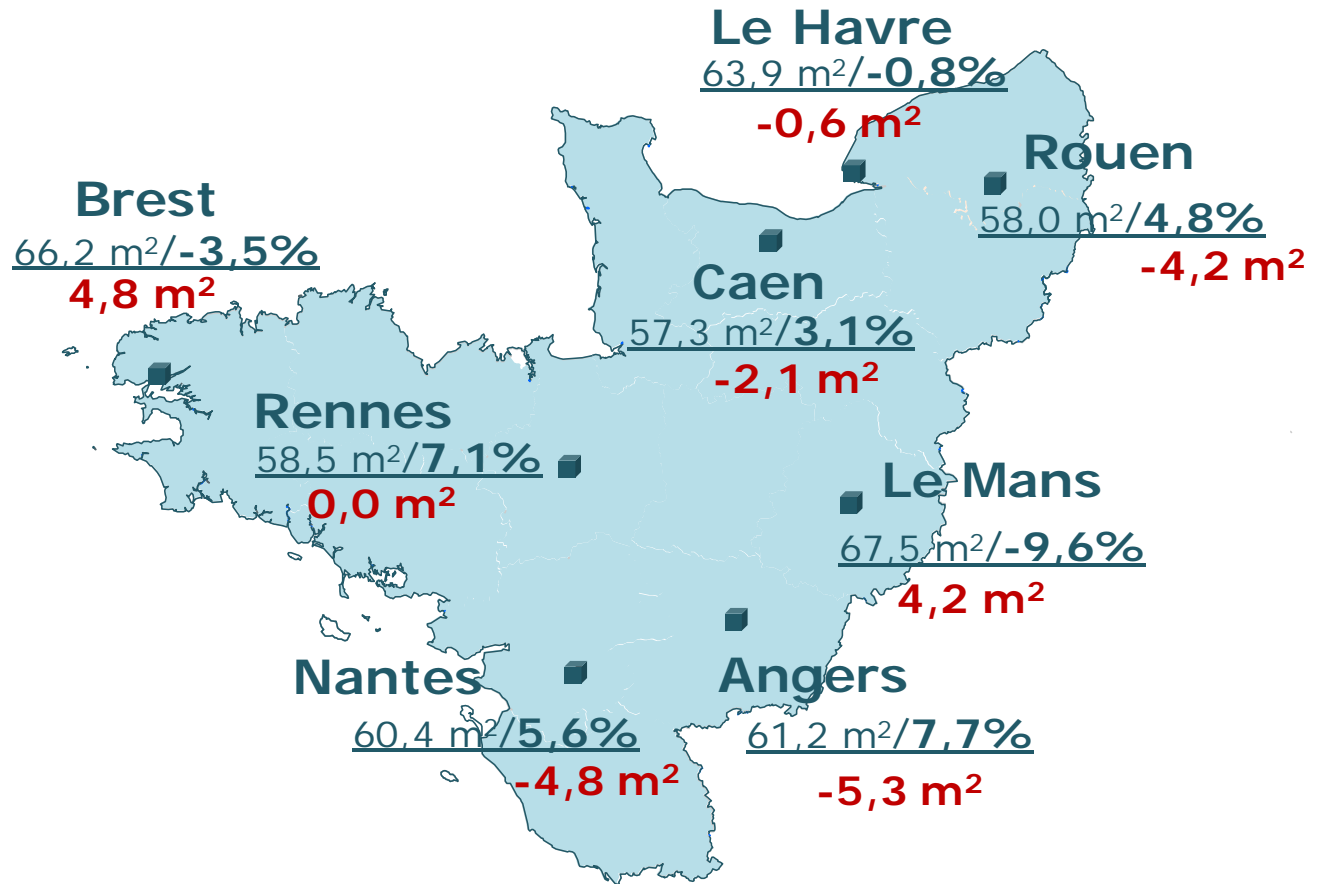 Le Havre
63,9 m²/-0,8%
-0,6 m²
Rouen
58,0 m²/4,8%
-4,2 m²
Brest
66,2 m²/-3,5%
4,8 m²
Caen
57,3 m²/3,1%
-2,1 m²
Rennes
58,5 m²/7,1%
0,0 m²
Le Mans
67,5 m²/-9,6%
4,2 m²
Nantes
60,4 m²/5,6%
-4,8 m²
Angers
61,2 m²/7,7%
-5,3 m²